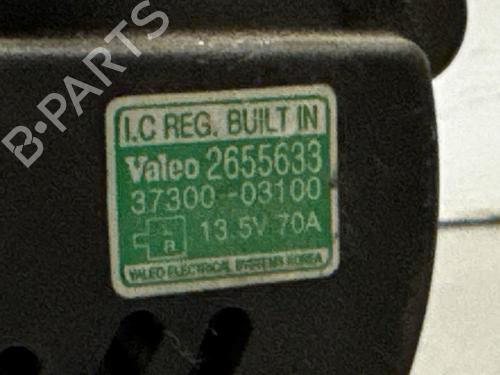 B-PARTS
I.C REG. BUILT IN
Valeo 2655633
37300-03100
R 13.5V 70A
VALEO ELECTRICAL SYSTEMS KOREA